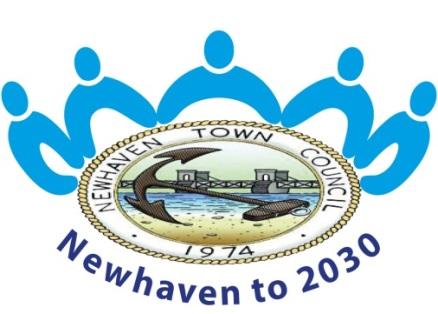 NEWHAVEN TOWN COUNCIL
· 1974 ·
Newhaven to 2030